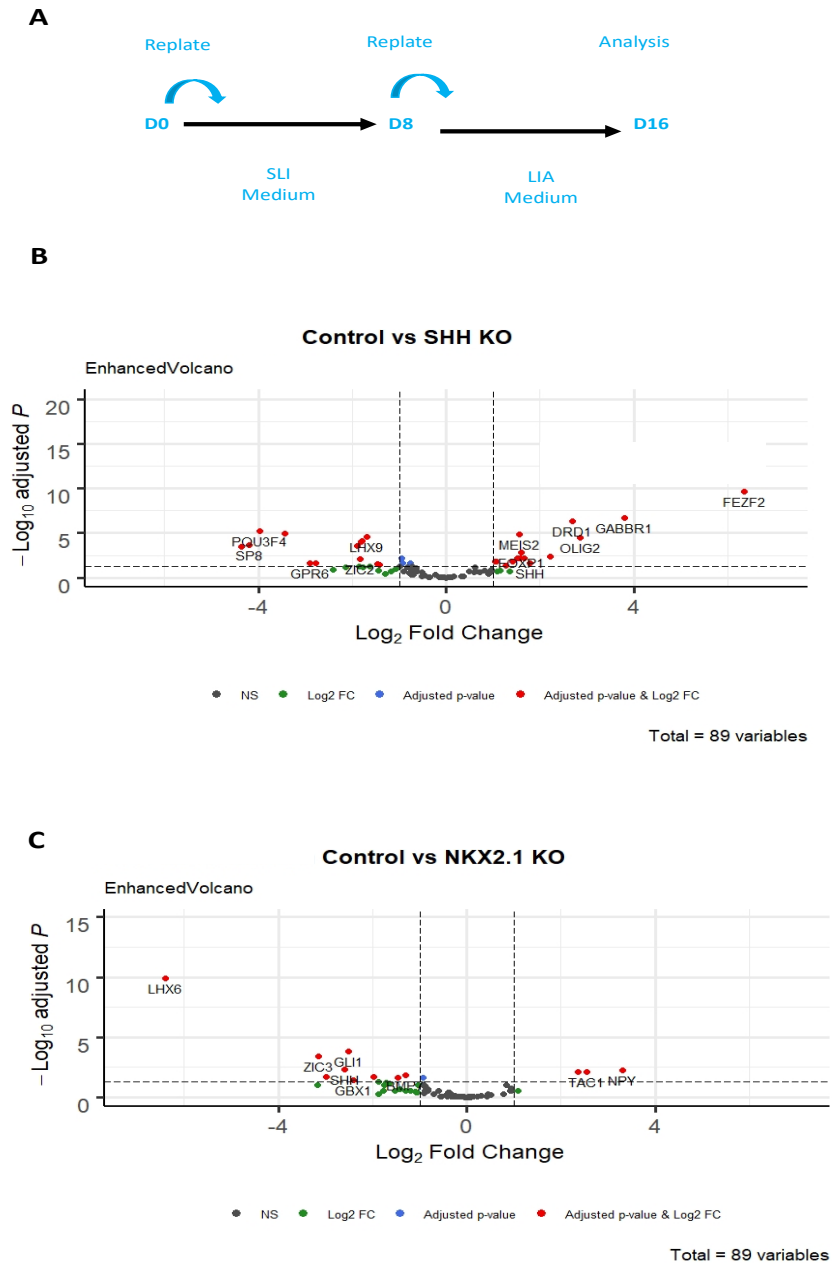 A
Replate
Replate
Analysis
D0
D8
D16
SLI
Medium
LIA
Medium
B
Control vs SHH KO
EnhancedVolcano
20
15
10
5
0
− Log10 adjusted P
FEZF2
GABBR1
DRD1
OLIG2
MEIS2
SHH
POU3F4
SP8
LHX9
GPR6
ZIC2
-4
0
4
Log2 Fold Change
NS
Log2 FC
Adjusted p-value
Adjusted p-value & Log2 FC
Total = 89 variables
C
Control vs NKX2.1 KO
EnhancedVolcano
15
10
5
0
− Log10 adjusted P
LHX6
ZIC3
GLI1
SHH
GBX1
TAC1
NPY
-4
0
4
Log2 Fold Change
NS
Log2 FC
Adjusted p-value
Adjusted p-value & Log2 FC
Total = 89 variables